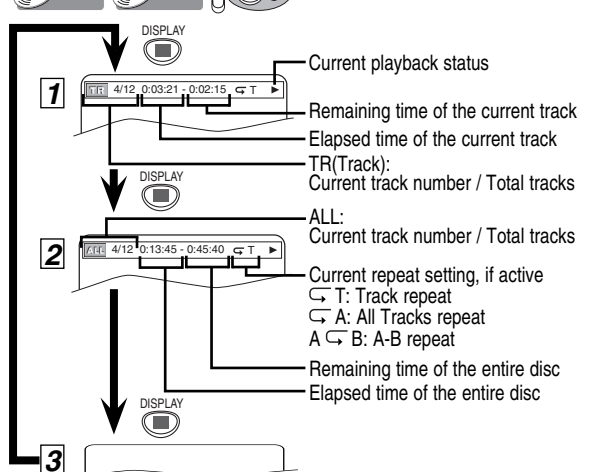 DISPLAY
Current playback status
1
TR 4/12 0:03:21 - 0:02:15 T
Remaining time of the current track
Elapsed time of the current track
TR(Track):
Current track number / Total tracks
DISPLAY
ALL:
Current track number / Total tracks
2
ALL 4/12 0:13:45 - 0:45:40 T
Current repeat setting, if active
T: Track repeat
A: All Tracks repeat
A B: A-B repeat
Remaining time of the entire disc
Elapsed time of the entire disc
DISPLAY
3